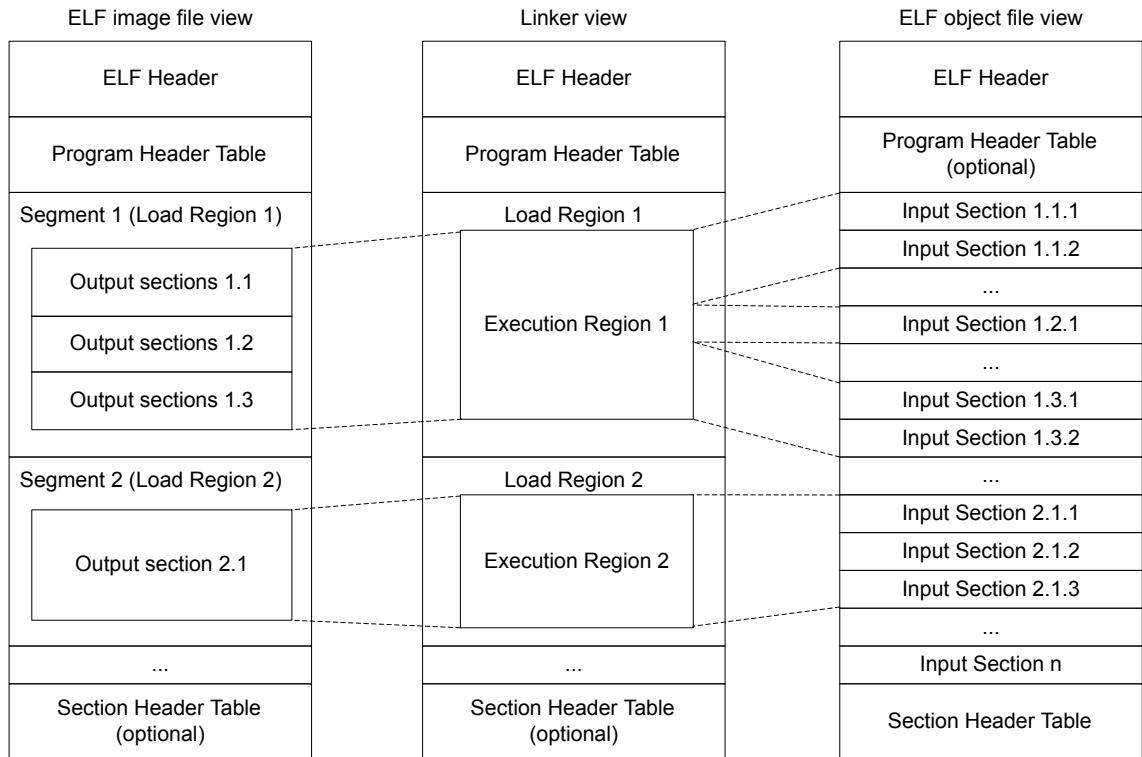 ELF image file view
ELF Header
Program Header Table
Segment 1 (Load Region 1)
Output sections 1.1
Output sections 1.2
Output sections 1.3
Segment 2 (Load Region 2)
Output section 2.1
...
Section Header Table
(optional)
Linker view
ELF Header
Program Header Table
Load Region 1
Execution Region 1
Load Region 2
Execution Region 2
...
Section Header Table
(optional)
ELF object file view
ELF Header
Program Header Table
(optional)
Input Section 1.1.1
Input Section 1.1.2
...
Input Section 1.2.1
...
Input Section 1.3.1
Input Section 1.3.2
...
Input Section 2.1.1
Input Section 2.1.2
Input Section 2.1.3
...
Input Section n
Section Header Table